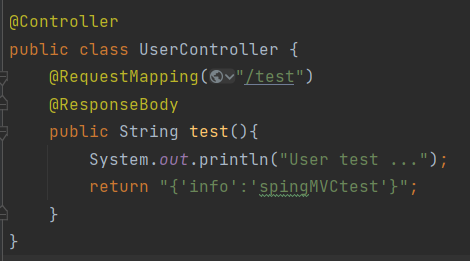 @Controller
public class UserController {
@RequestMapping("/test")
@ResponseBody
public String test(){
System.out.println("User test ...");
return "{'info':'spingMVCtest'}";
}
}